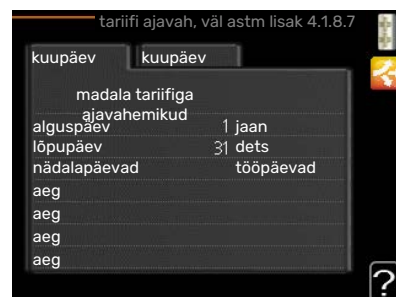 tariifi ajavah, väl astm lisak 4.1.8.7
kuupäev kuupäev
madala tariifiga
ajavahemikud
alguspäev 1 jaan
lõpupäev 31 dets
nädalapäevad tööpäevad
aeg
aeg
aeg
aeg
?